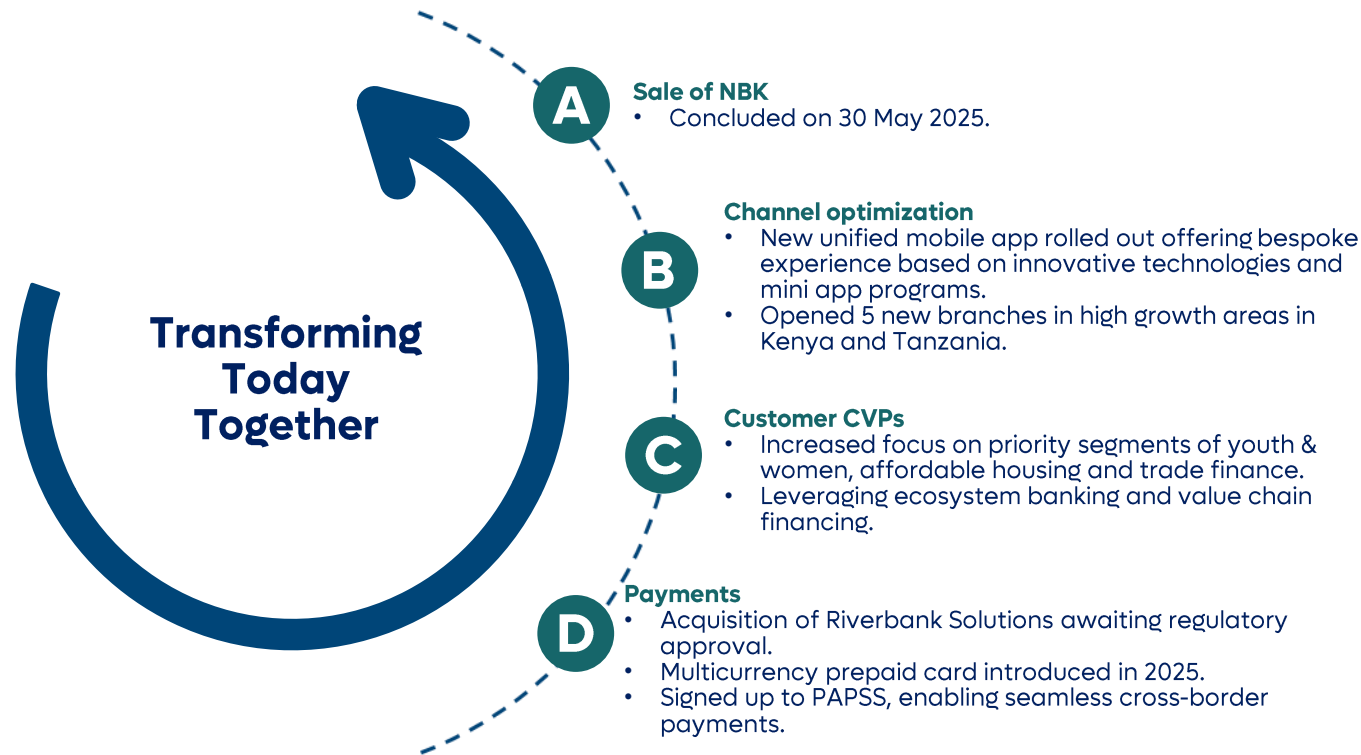 Transforming
Today
Together
A
Sale of NBK
• Concluded on 30 May 2025.
B
Channel optimization
• New unified mobile app rolled out offering bespoke
experience based on innovative technologies and
mini app programs.
• Opened 5 new branches in high growth areas in
Kenya and Tanzania.
C
Customer CVPs
• Increased focus on priority segments of youth &
women, affordable housing and trade finance.
• Leveraging ecosystem banking and value chain
financing.
D
Payments
• Acquisition of Riverbank Solutions awaiting regulatory
approval.
• Multicurrency prepaid card introduced in 2025.
• Signed up to PAPSS, enabling seamless cross-border
payments.